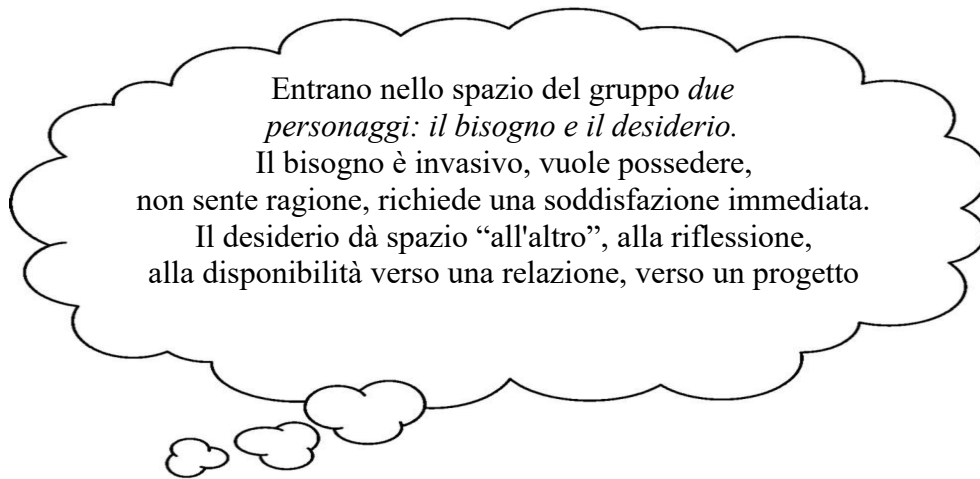 Entrano nello spazio del gruppo due
personaggi: il bisogno e il desiderio.
Il bisogno è invasivo, vuole possedere,
non sente ragione, richiede una soddisfazione immediata.
Il desiderio dà spazio “all'altro”, alla riflessione,
alla disponibilità verso una relazione, verso un progetto